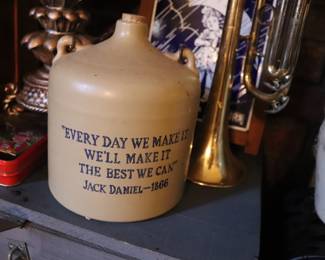 "EVERY DAY WE MAKE IT
WE'LL MAKE IT
THE BEST WE CAN"
JACK DANIEL—1866